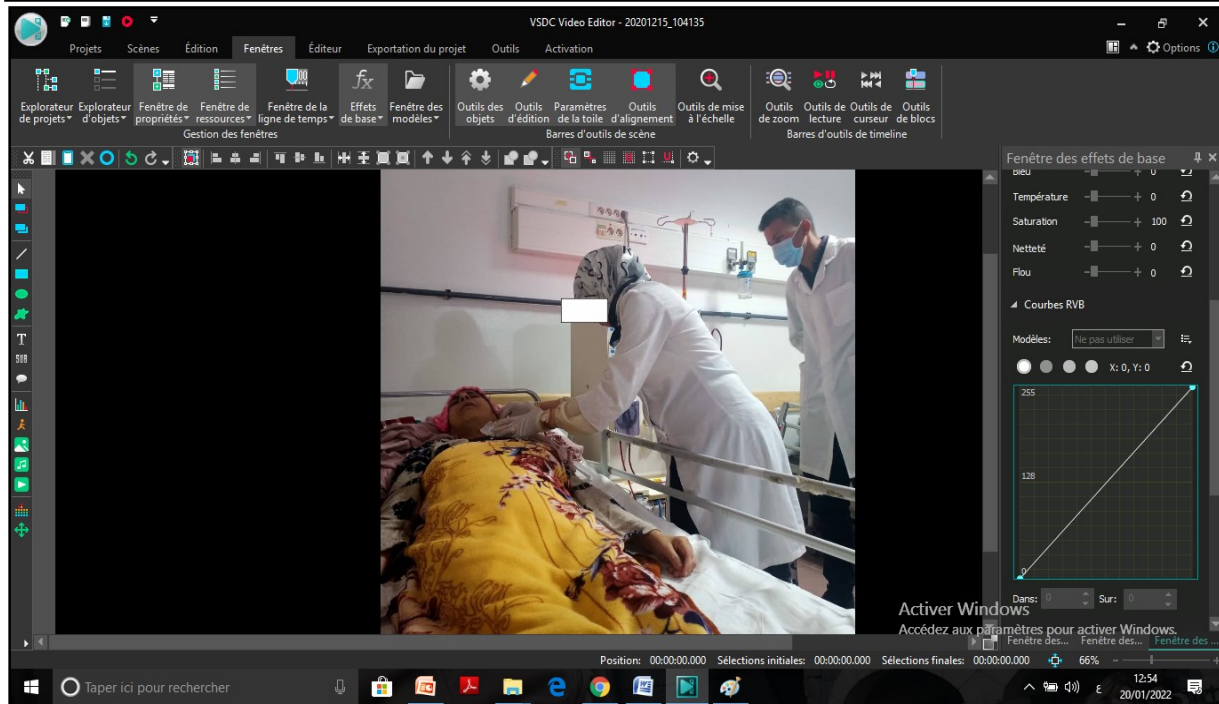 VSDC Video Editor - 20201215_104135
Projets Scènes Édition Fenêtres Éditeur Exportation du projet Outils Activation
Options
Explorateur de projets
Explorateur d'objets
Fenêtre de propriétés
Fenêtre de ressources
Fenêtre de la ligne de temps
Effets de base
Fenêtre des modèles
Outils des objets
Outils d'édition
Paramètres de la toile
Outils d'alignement
Outils de mise à l'échelle
Outils de zoom
Outils de lecture
Outils de curseur
Outils de blocs
Gestion des fenêtres
Barres d'outils de scène
Barres d'outils de timeline
Fenêtre des effets de base
Bleu 0
Température 0
Saturation 100
Netteté 0
Flou 0
Courbes RVB
Modèles: Ne pas utiliser
X: 0, Y: 0
255
128
0
Dans: 0 Sur: 0
Activer Windows
Accédez aux paramètres pour activer Windows.
Fenêtre des... Fenêtre des... Fenêtre des ...
Position: 00:00:00.000 Sélections initiales: 00:00:00.000 Sélections finales: 00:00:00.000 66%
Taper ici pour rechercher
ع
12:54
20/01/2022